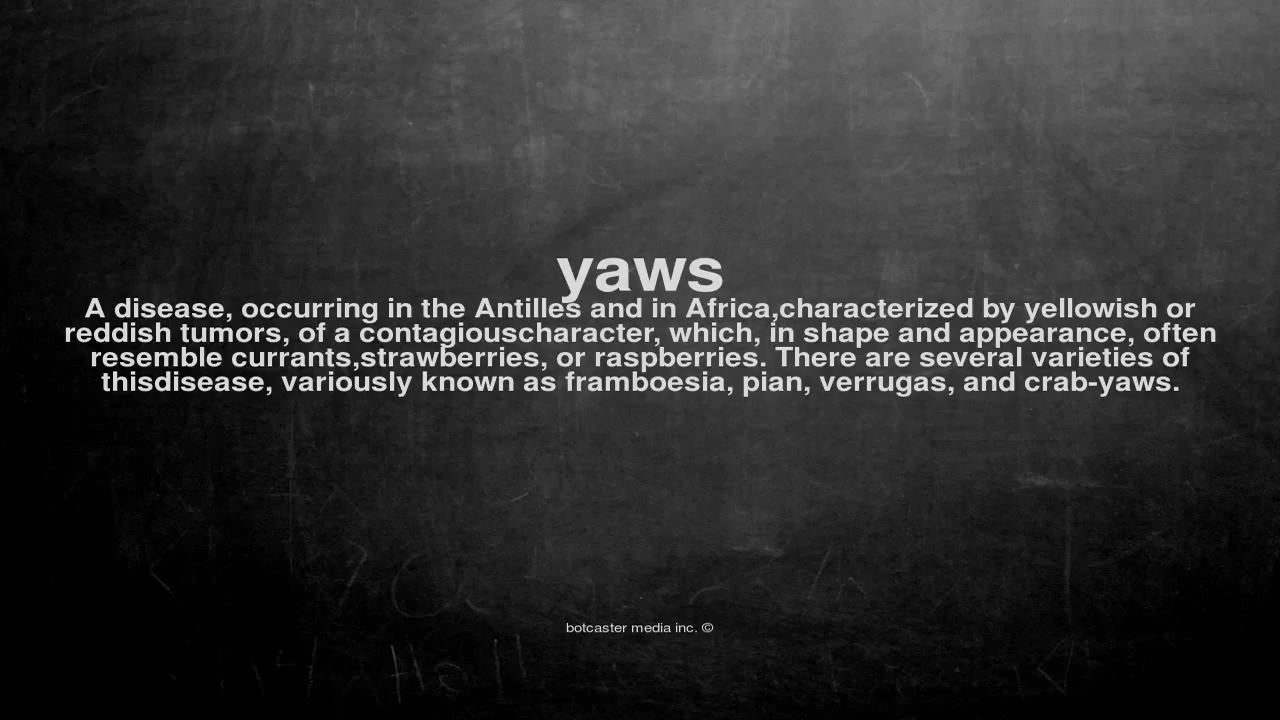 yaws
A disease, occurring in the Antilles and in Africa,characterized by yellowish or
reddish tumors, of a contagiouscharacter, which, in shape and appearance, often
resemble currants,strawberries, or raspberries. There are several varieties of
thisdisease, variously known as framboesia, pian, verrugas, and crab-yaws.
botcaster media inc. ©